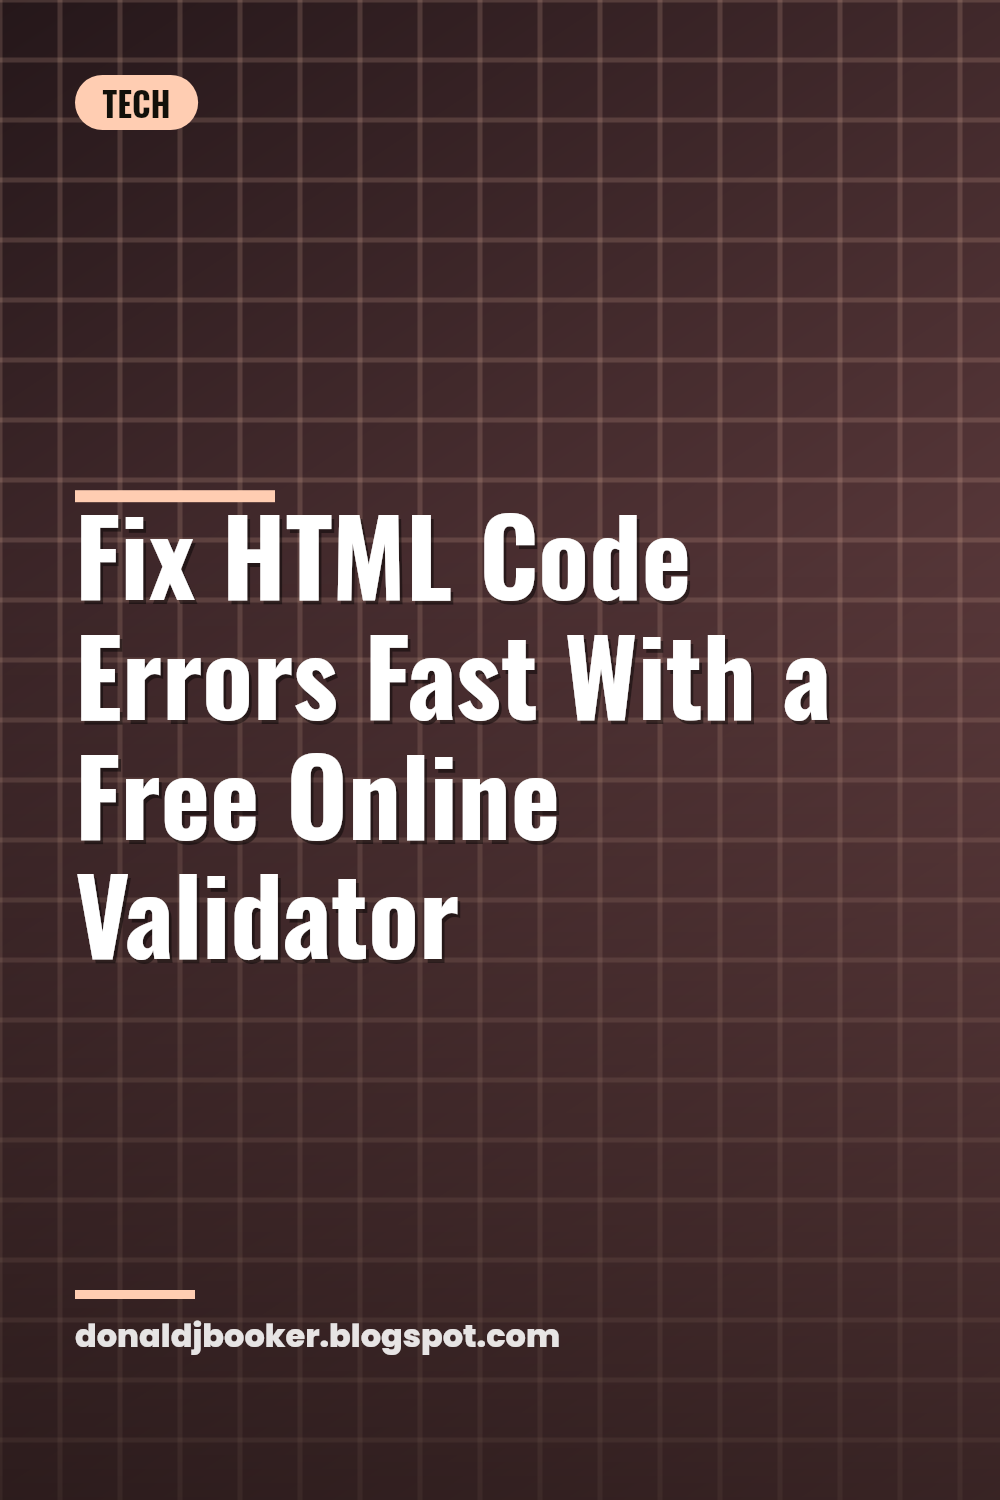 TECH
Fix HTML Code
Errors Fast With a
Free Online
Validator
donaldjbooker.blogspot.com